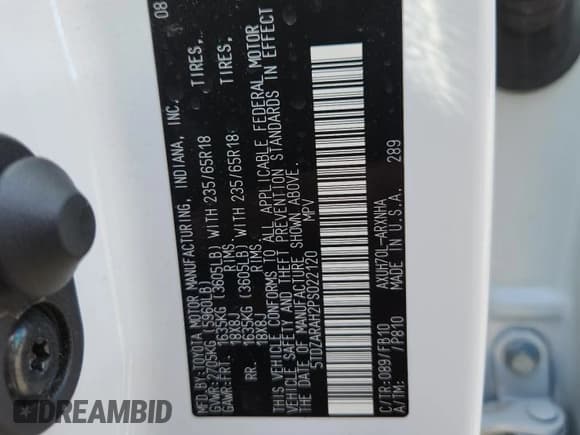 MFD.BY:TOYOTA MOTOR MANUFACTURING, INDIANA, INC. 08
GVWR: 2705KG (5960LB)
GAWR: FRT. 1635KG (3605LB) WITH 235/65R18 TIRES,
18X8J RIMS,
RR. 1635KG (3605LB) WITH 235/65R18 TIRES,
18X8J RIMS,
THIS VEHICLE CONFORMS TO ALL APPLICABLE FEDERAL MOTOR
VEHICLE SAFETY AND THEFT PREVENTION STANDARDS IN EFFECT
ON THE DATE OF MANUFACTURE SHOWN ABOVE.
MPV
C/TR:089/FB10 AXUH70L-ARXNHA
A/TM: /P810 MADE IN U.S.A. 289
DREAMBID